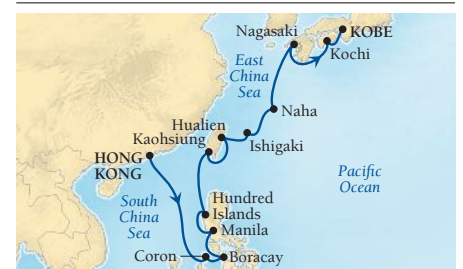 Nagasaki
KOBE
Kochi
East
China
Sea
Naha
Hualien
Kaohsiung
Ishigaki
HONG
KONG
Pacific
Ocean
South
China
Sea
Hundred
Islands
Manila
Coron
Boracay